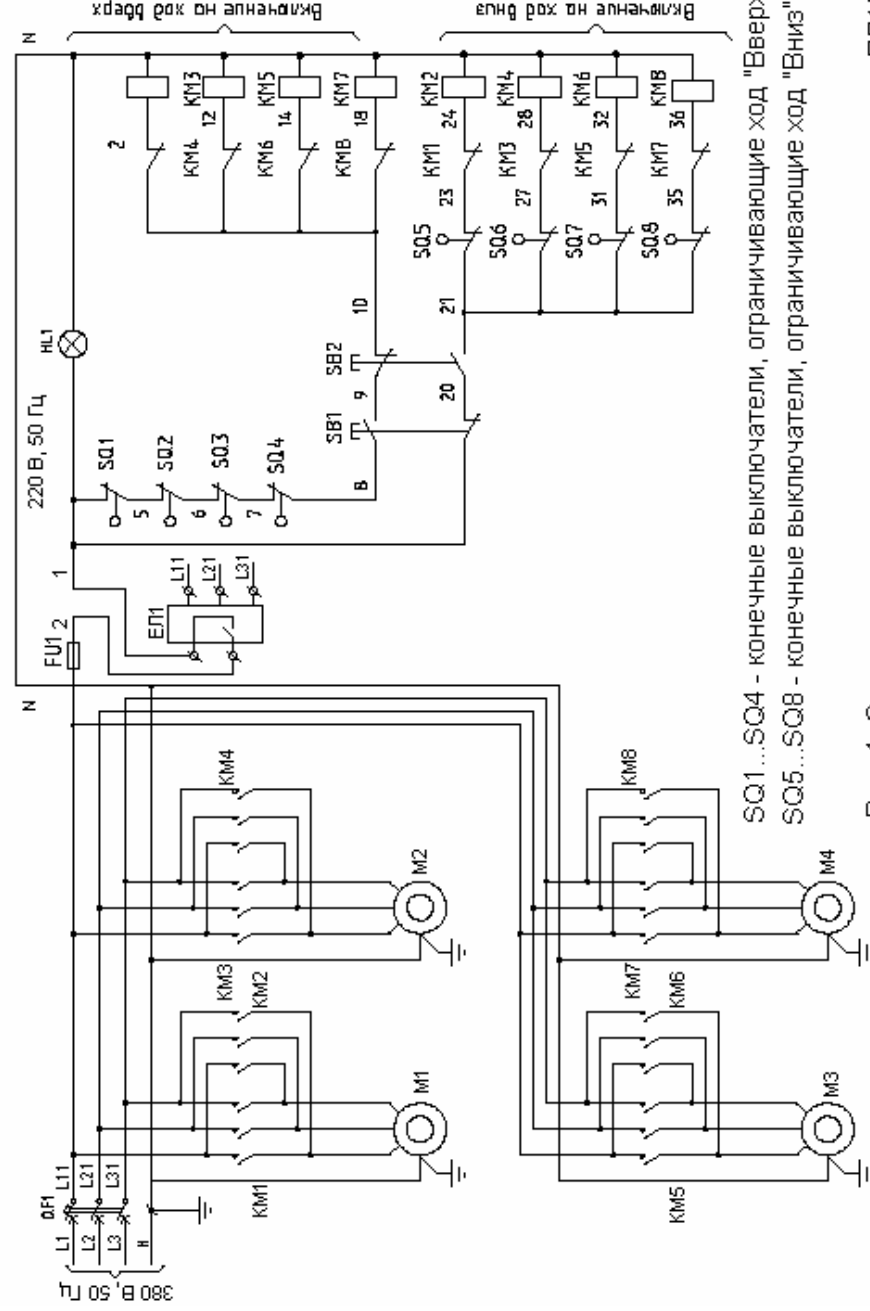 380 В, 50 Гц
L1
L2
L3
QF1
L11
L21
L31
KM1
KM2
M1
KM3
KM4
M2
KM5
KM6
M3
KM7
KM8
M4
N
FU1
2
1
ЕЛ1
L11
L21
L31
220 В, 50 Гц
HL1
SQ1
5
SQ2
6
SQ3
7
SQ4
8
SB1
9
SB2
10
20
21
N
Включение на ход вверх
2
KM4
12
KM3
KM6
14
KM5
KM8
18
KM7
Включение на ход вниз
SQ5
23
KM1
24
KM2
SQ6
27
KM3
28
KM4
SQ7
31
KM5
32
KM6
SQ8
35
KM7
36
KM8
SQ1...SQ4 - конечные выключатели, ограничивающие ход "Вверх
SQ5...SQ8 - конечные выключатели, ограничивающие ход "Вниз"